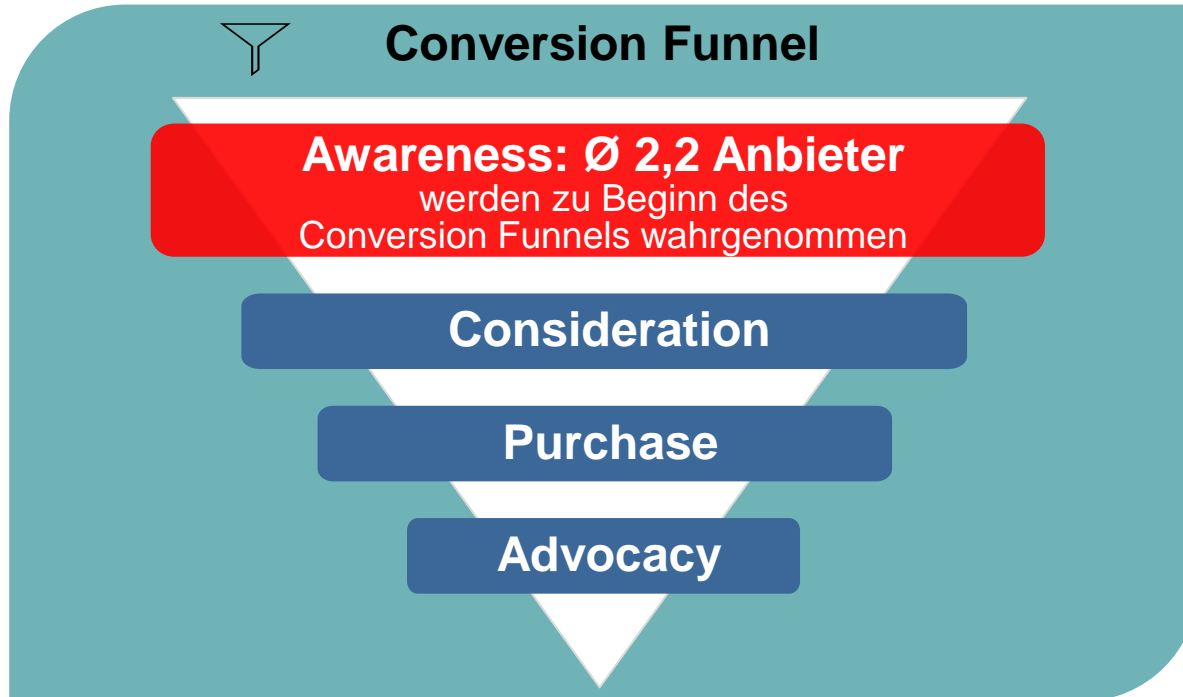 Conversion Funnel
Awareness: Ø 2,2 Anbieter
werden zu Beginn des
Conversion Funnels wahrgenommen
Consideration
Purchase
Advocacy